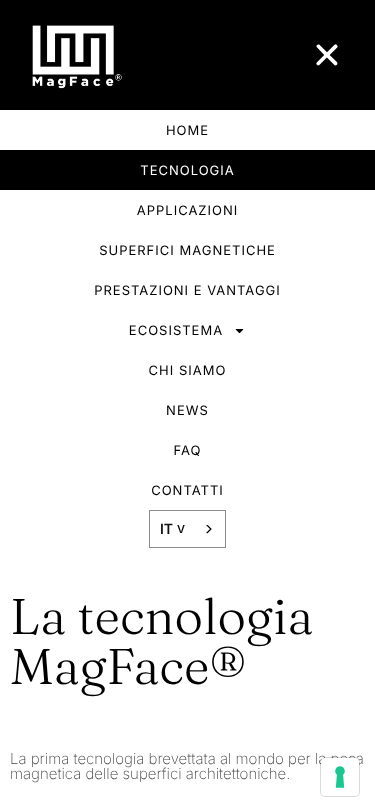 MagFace®
HOME
TECNOLOGIA
APPLICAZIONI
SUPERFICI MAGNETICHE
PRESTAZIONI E VANTAGGI
ECOSISTEMA
CHI SIAMO
NEWS
FAQ
CONTATTI
IT v
La tecnologia
MagFace®
La prima tecnologia brevettata al mondo per la posa
magnetica delle superfici architettoniche.